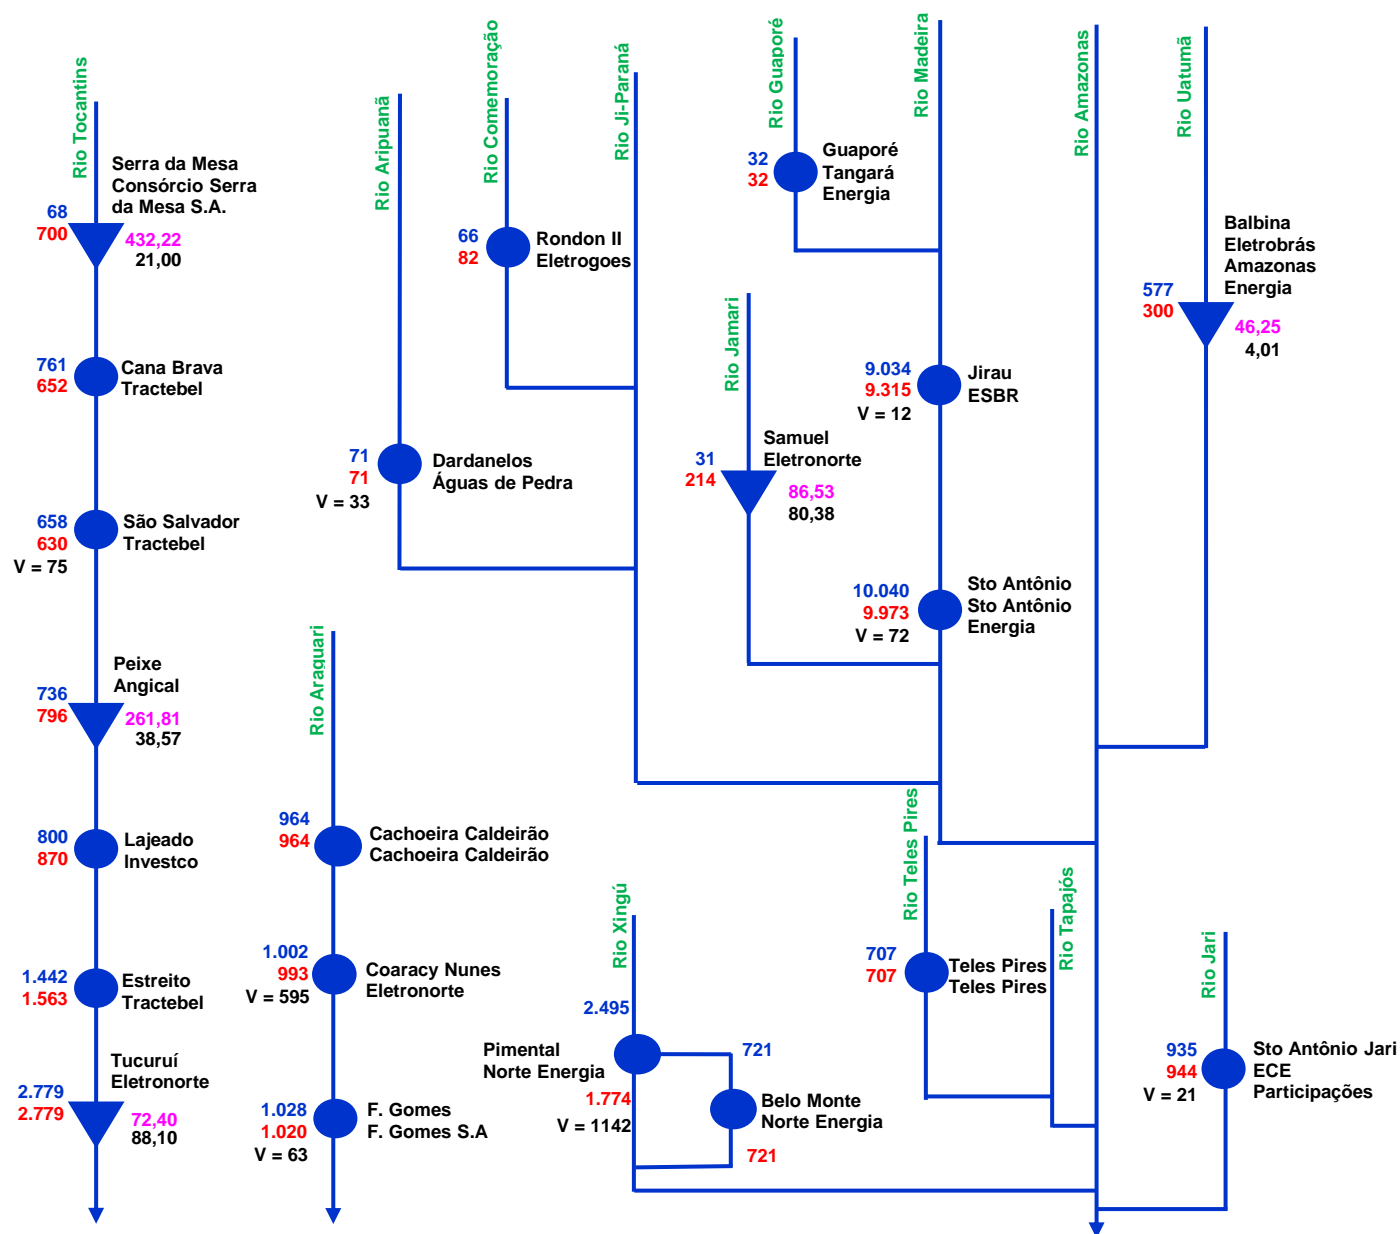 Rio Tocantins
Serra da Mesa
Consórcio Serra
da Mesa S.A.
68
700
432,22
21,00
761
652
Cana Brava
Tractebel
658
630
V = 75
São Salvador
Tractebel
Peixe
Angical
736
796
261,81
38,57
800
870
Lajeado
Investco
1.442
1.563
Estreito
Tractebel
Tucuruí
Eletronorte
2.779
2.779
72,40
88,10
Rio Araguari
964
964
Cachoeira Caldeirão
Cachoeira Caldeirão
1.002
993
V = 595
Coaracy Nunes
Eletronorte
1.028
1.020
V = 63
F. Gomes
F. Gomes S.A
Rio Aripuanã
71
71
V = 33
Dardanelos
Águas de Pedra
Rio Comemoração
66
82
Rondon II
Eletrogoes
Rio Ji-Paraná
Rio Guaporé
32
32
Guaporé
Tangará
Energia
Rio Jamari
Samuel
Eletronorte
31
214
86,53
80,38
Rio Madeira
9.034
9.315
V = 12
Jirau
ESBR
10.040
9.973
V = 72
Sto Antônio
Sto Antônio
Energia
Rio Amazonas
Rio Uatumã
Balbina
Eletrobrás
Amazonas
Energia
577
300
46,25
4,01
Rio Xingú
2.495
Pimental
Norte Energia
1.774
V = 1142
721
Belo Monte
Norte Energia
721
Rio Teles Pires
707
707
Teles Pires
Teles Pires
Rio Tapajós
Rio Jari
935
944
V = 21
Sto Antônio Jari
ECE
Participações